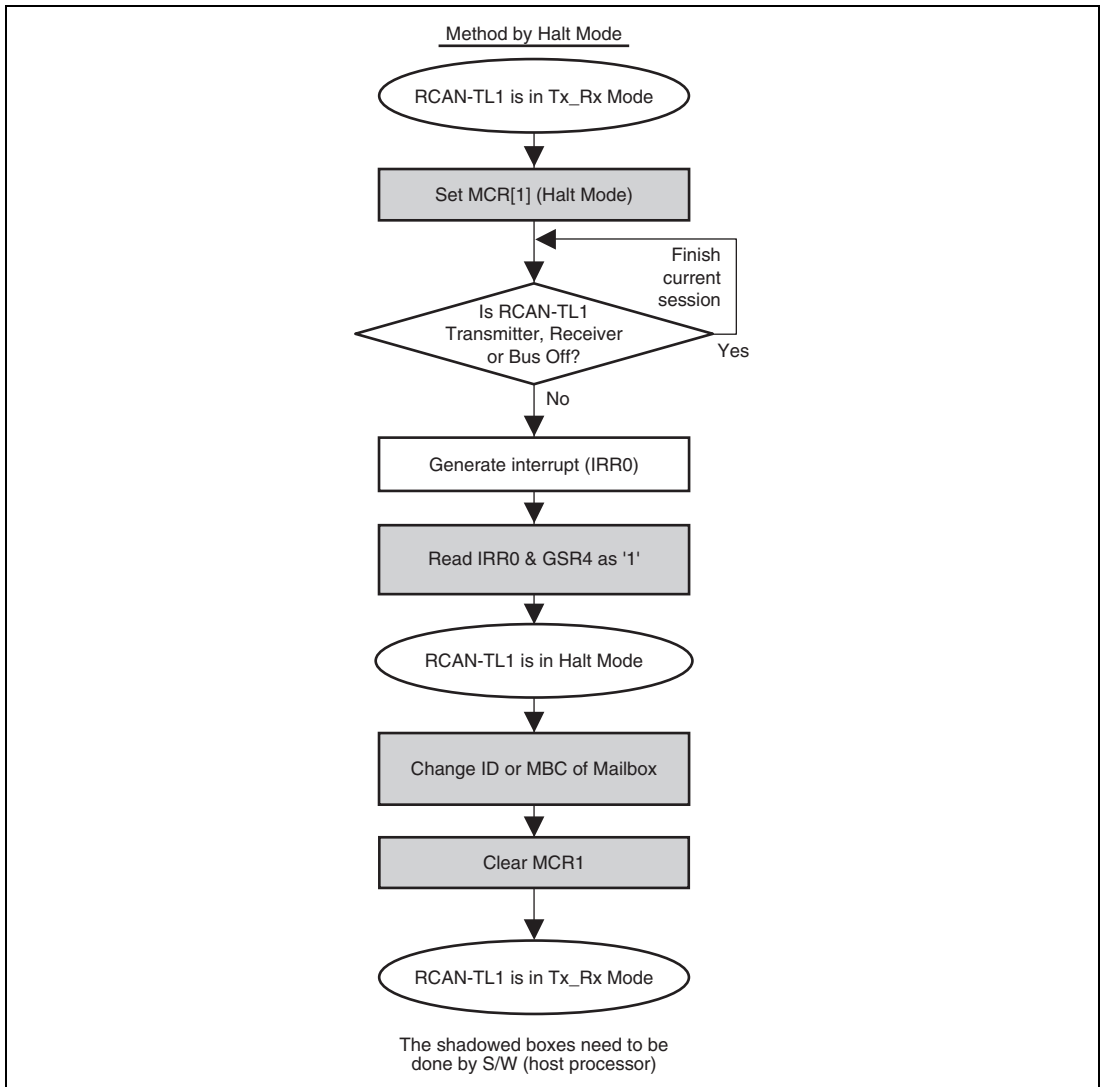 Method by Halt Mode
RCAN-TL1 is in Tx_Rx Mode
Set MCR[1] (Halt Mode)
Finish
current
session
Is RCAN-TL1
Transmitter, Receiver
or Bus Off?
Yes
No
Generate interrupt (IRR0)
Read IRR0 & GSR4 as '1'
RCAN-TL1 is in Halt Mode
Change ID or MBC of Mailbox
Clear MCR1
RCAN-TL1 is in Tx_Rx Mode
The shadowed boxes need to be
done by S/W (host processor)